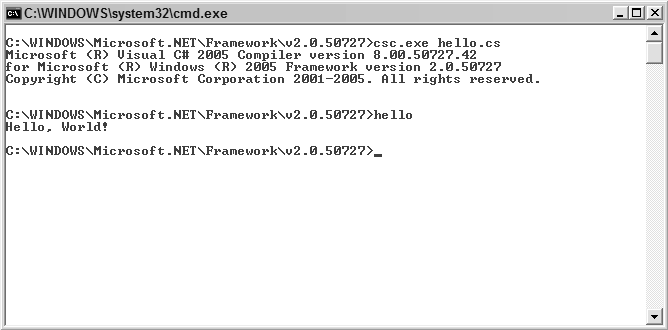 C:\WINDOWS\system32\cmd.exe
C:\WINDOWS\Microsoft.NET\Framework\v2.0.50727>csc.exe hello.cs
Microsoft (R) Visual C# 2005 Compiler version 8.00.50727.42
for Microsoft (R) Windows (R) 2005 Framework version 2.0.50727
Copyright (C) Microsoft Corporation 2001-2005. All rights reserved.
C:\WINDOWS\Microsoft.NET\Framework\v2.0.50727>hello
Hello, World!
C:\WINDOWS\Microsoft.NET\Framework\v2.0.50727>_